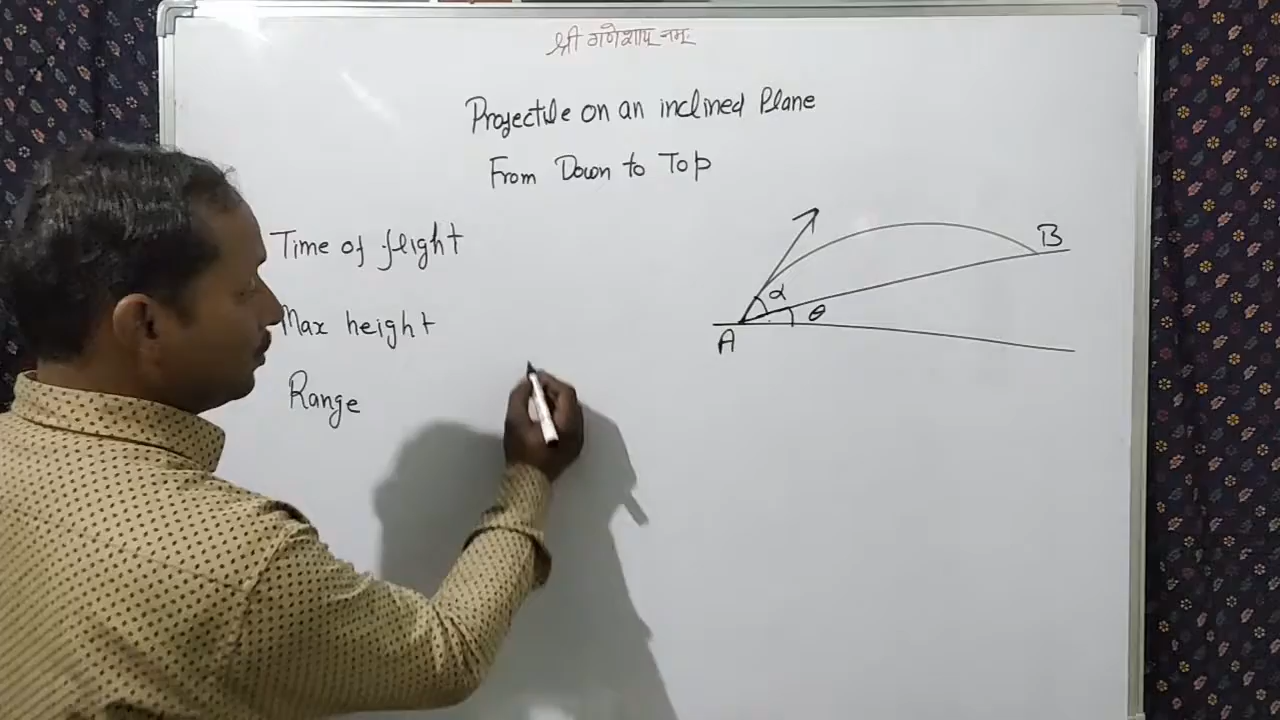 श्री गणेशाय नमः
Projectile on an inclined Plane
From Down to Top
Time of flight
Max height
Range
B
α
θ
A